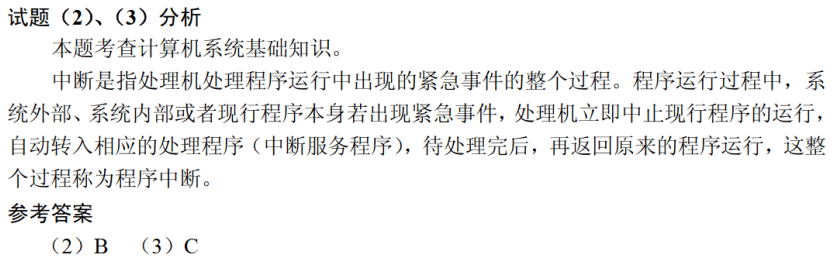 试题（2）、（3）分析
本题考查计算机系统基础知识。
中断是指处理机处理程序运行中出现的紧急事件的整个过程。程序运行过程中，系
统外部、系统内部或者现行程序本身若出现紧急事件，处理机立即中止现行程序的运行，
自动转入相应的处理程序（中断服务程序），待处理完后，再返回原来的程序运行，这整
个过程称为程序中断。
参考答案
（2）B （3）C